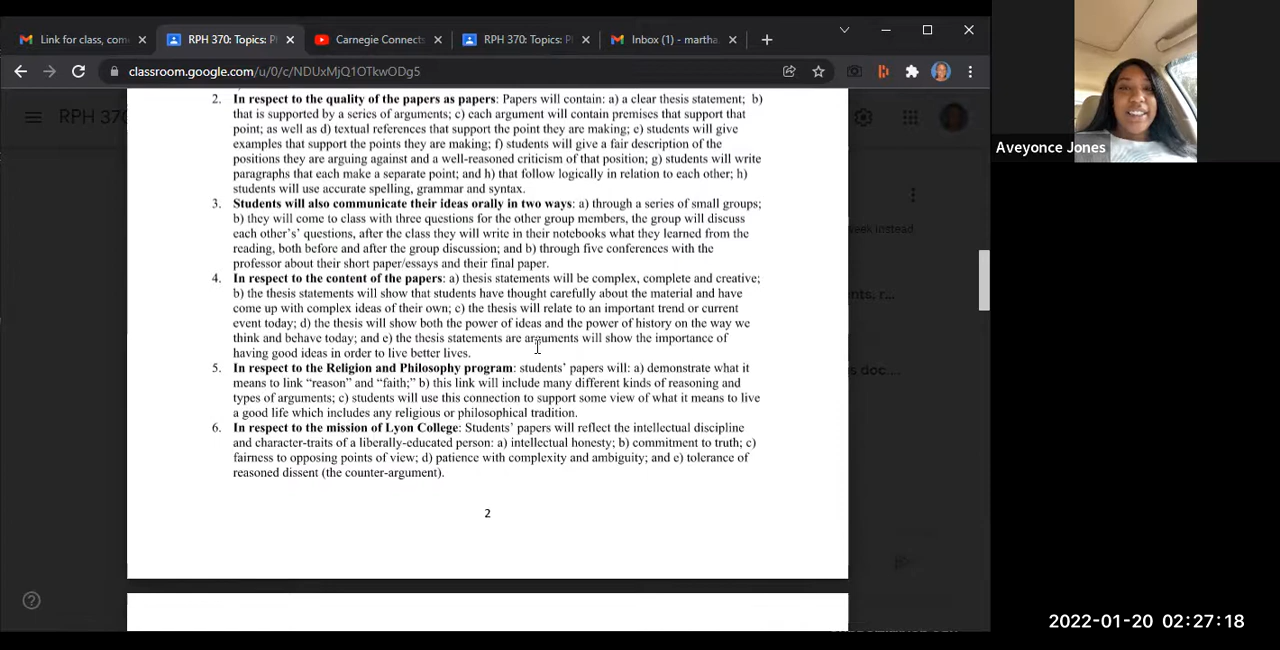 Link for class, com
RPH 370: Topics: P
Carnegie Connects
RPH 370: Topics: P
Inbox (1) - martha.
classroom.google.com/u/0/c/NDUxMjQ1OTkwODg5
RPH 370
Aveyonce Jones
2. In respect to the quality of the papers as papers: Papers will contain: a) a clear thesis statement; b)
that is supported by a series of arguments; c) each argument will contain premises that support that
point; as well as d) textual references that support the point they are making; e) students will give
examples that support the points they are making; f) students will give a fair description of the
positions they are arguing against and a well-reasoned criticism of that position; g) students will write
paragraphs that each make a separate point; and h) that follow logically in relation to each other; h)
students will use accurate spelling, grammar and syntax.
3. Students will also communicate their ideas orally in two ways: a) through a series of small groups;
b) they will come to class with three questions for the other group members, the group will discuss
each other's' questions, after the class they will write in their notebooks what they learned from the
reading, both before and after the group discussion; and b) through five conferences with the
professor about their short paper/essays and their final paper.
4. In respect to the content of the papers: a) thesis statements will be complex, complete and creative;
b) the thesis statements will show that students have thought carefully about the material and have
come up with complex ideas of their own; c) the thesis will relate to an important trend or current
event today; d) the thesis will show both the power of ideas and the power of history on the way we
think and behave today; and e) the thesis statements are arguments will show the importance of
having good ideas in order to live better lives.
5. In respect to the Religion and Philosophy program: students' papers will: a) demonstrate what it
means to link "reason" and "faith;" b) this link will include many different kinds of reasoning and
types of arguments; c) students will use this connection to support some view of what it means to live
a good life which includes any religious or philosophical tradition.
6. In respect to the mission of Lyon College: Students' papers will reflect the intellectual discipline
and character-traits of a liberally-educated person: a) intellectual honesty; b) commitment to truth; c)
fairness to opposing points of view; d) patience with complexity and ambiguity; and e) tolerance of
reasoned dissent (the counter-argument).
2
week instead
nts, r...
s doc....
2022-01-20 02:27:18